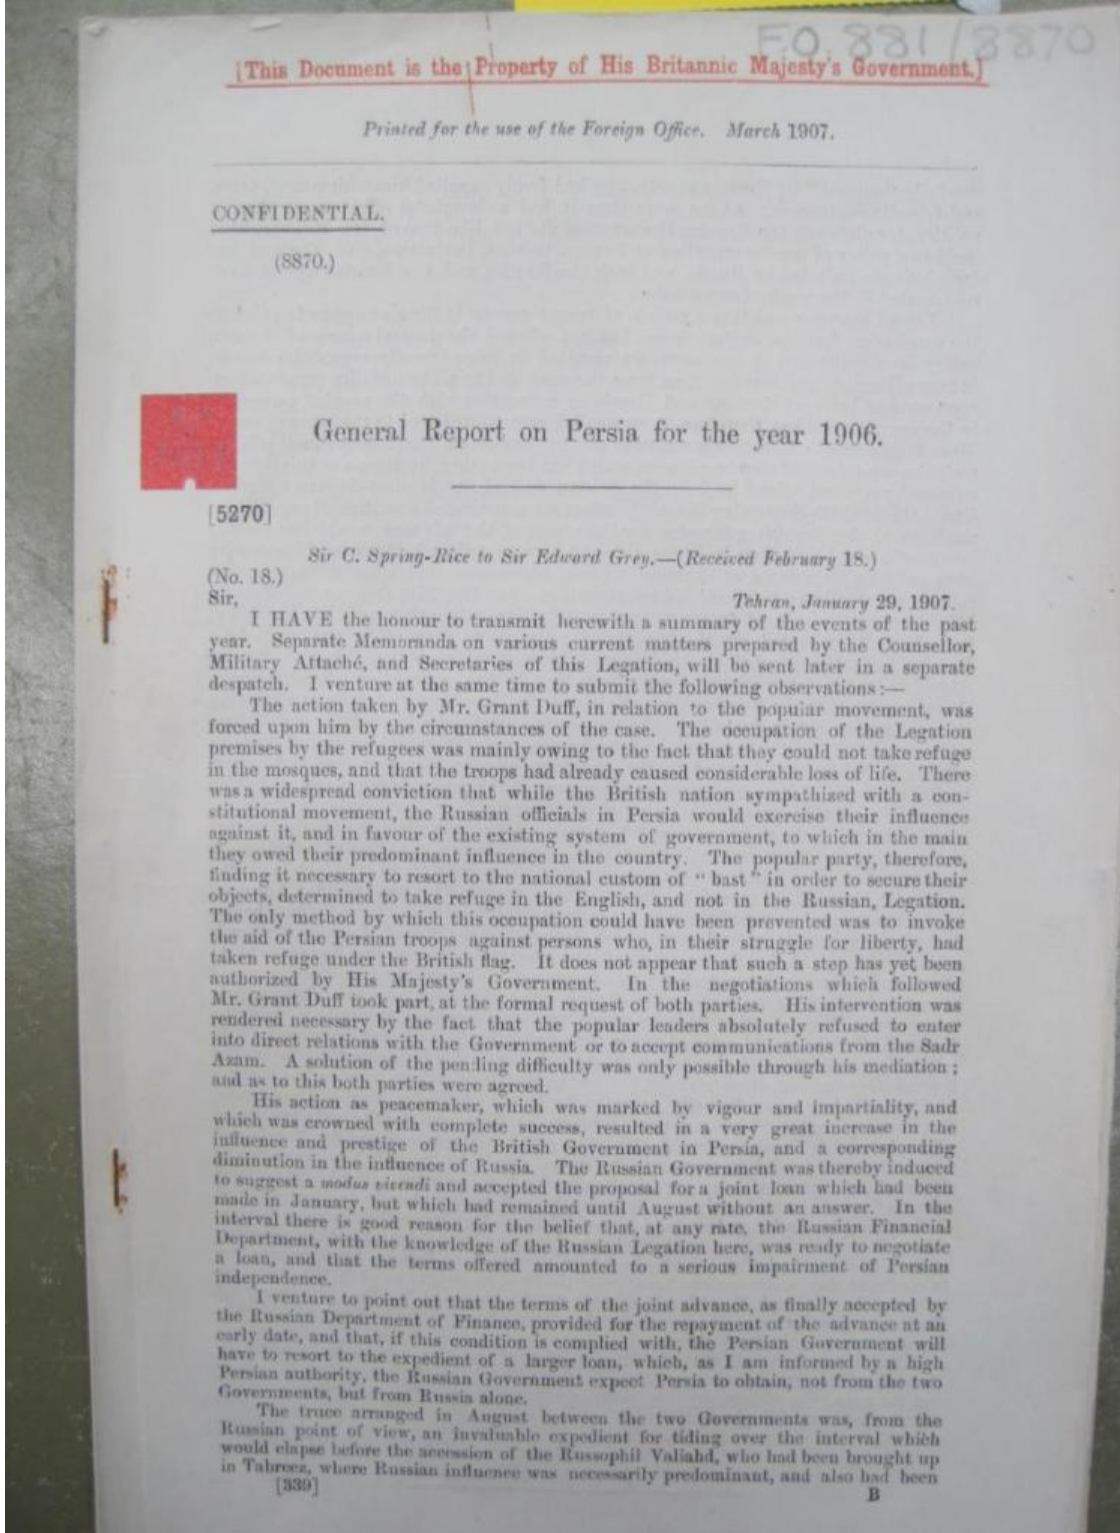 F.O. 881/8870
[This Document is the Property of His Britannic Majesty's Government.]
Printed for the use of the Foreign Office. March 1907.
CONFIDENTIAL.
(8870.)
General Report on Persia for the year 1906.
[5270]
Sir C. Spring-Rice to Sir Edward Grey.—(Received February 18.)
(No. 18.)
Sir, Tehran, January 29, 1907.
I HAVE the honour to transmit herewith a summary of the events of the past
year. Separate Memoranda on various current matters prepared by the Counsellor,
Military Attaché, and Secretaries of this Legation, will be sent later in a separate
despatch. I venture at the same time to submit the following observations:—
The action taken by Mr. Grant Duff, in relation to the popular movement, was
forced upon him by the circumstances of the case. The occupation of the Legation
premises by the refugees was mainly owing to the fact that they could not take refuge
in the mosques, and that the troops had already caused considerable loss of life. There
was a widespread conviction that while the British nation sympathized with a con-
stitutional movement, the Russian officials in Persia would exercise their influence
against it, and in favour of the existing system of government, to which in the main
they owed their predominant influence in the country. The popular party, therefore,
finding it necessary to resort to the national custom of "bast" in order to secure their
objects, determined to take refuge in the English, and not in the Russian, Legation.
The only method by which this occupation could have been prevented was to invoke
the aid of the Persian troops against persons who, in their struggle for liberty, had
taken refuge under the British flag. It does not appear that such a step has yet been
authorized by His Majesty's Government. In the negotiations which followed
Mr. Grant Duff took part, at the formal request of both parties. His intervention was
rendered necessary by the fact that the popular leaders absolutely refused to enter
into direct relations with the Government or to accept communications from the Sadr
Azam. A solution of the pending difficulty was only possible through his mediation;
and as to this both parties were agreed.
His action as peacemaker, which was marked by vigour and impartiality, and
which was crowned with complete success, resulted in a very great increase in the
influence and prestige of the British Government in Persia, and a corresponding
diminution in the influence of Russia. The Russian Government was thereby induced
to suggest a modus vivendi and accepted the proposal for a joint loan which had been
made in January, but which had remained until August without an answer. In the
interval there is good reason for the belief that, at any rate, the Russian Financial
Department, with the knowledge of the Russian Legation here, was ready to negotiate
a loan, and that the terms offered amounted to a serious impairment of Persian
independence.
I venture to point out that the terms of the joint advance, as finally accepted by
the Russian Department of Finance, provided for the repayment of the advance at an
early date, and that, if this condition is complied with, the Persian Government will
have to resort to the expedient of a larger loan, which, as I am informed by a high
Persian authority, the Russian Government expect Persia to obtain, not from the two
Governments, but from Russia alone.
The truce arranged in August between the two Governments was, from the
Russian point of view, an invaluable expedient for tiding over the interval which
would elapse before the accession of the Russophil Valiahd, who had been brought up
in Tabreez, where Russian influence was necessarily predominant, and also had been
[339] B